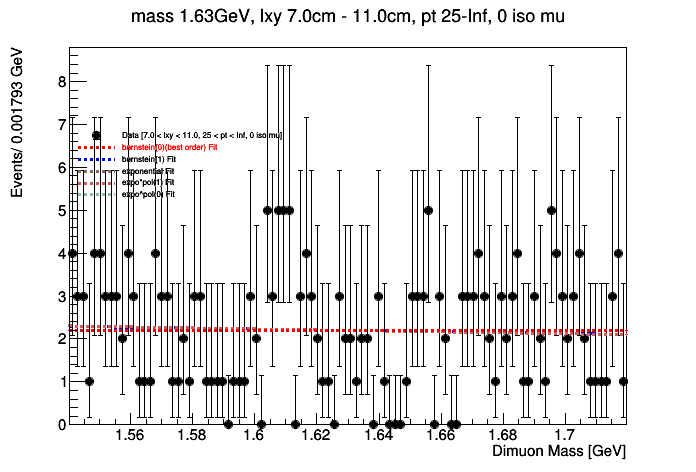 mass 1.63GeV, lxy 7.0cm - 11.0cm, pt 25-Inf, 0 iso mu
Events/ 0.001793 GeV
8
7
6
5
4
3
2
1
0
Data [7.0 < lxy < 11.0, 25 < pt < Inf, 0 iso mu]
bernstein(0)(best order) Fit
bernstein(1) Fit
exponential Fit
expo*pol(1) Fit
expo^pol(0) Fit
1.56 1.58 1.6 1.62 1.64 1.66 1.68 1.7
Dimuon Mass [GeV]